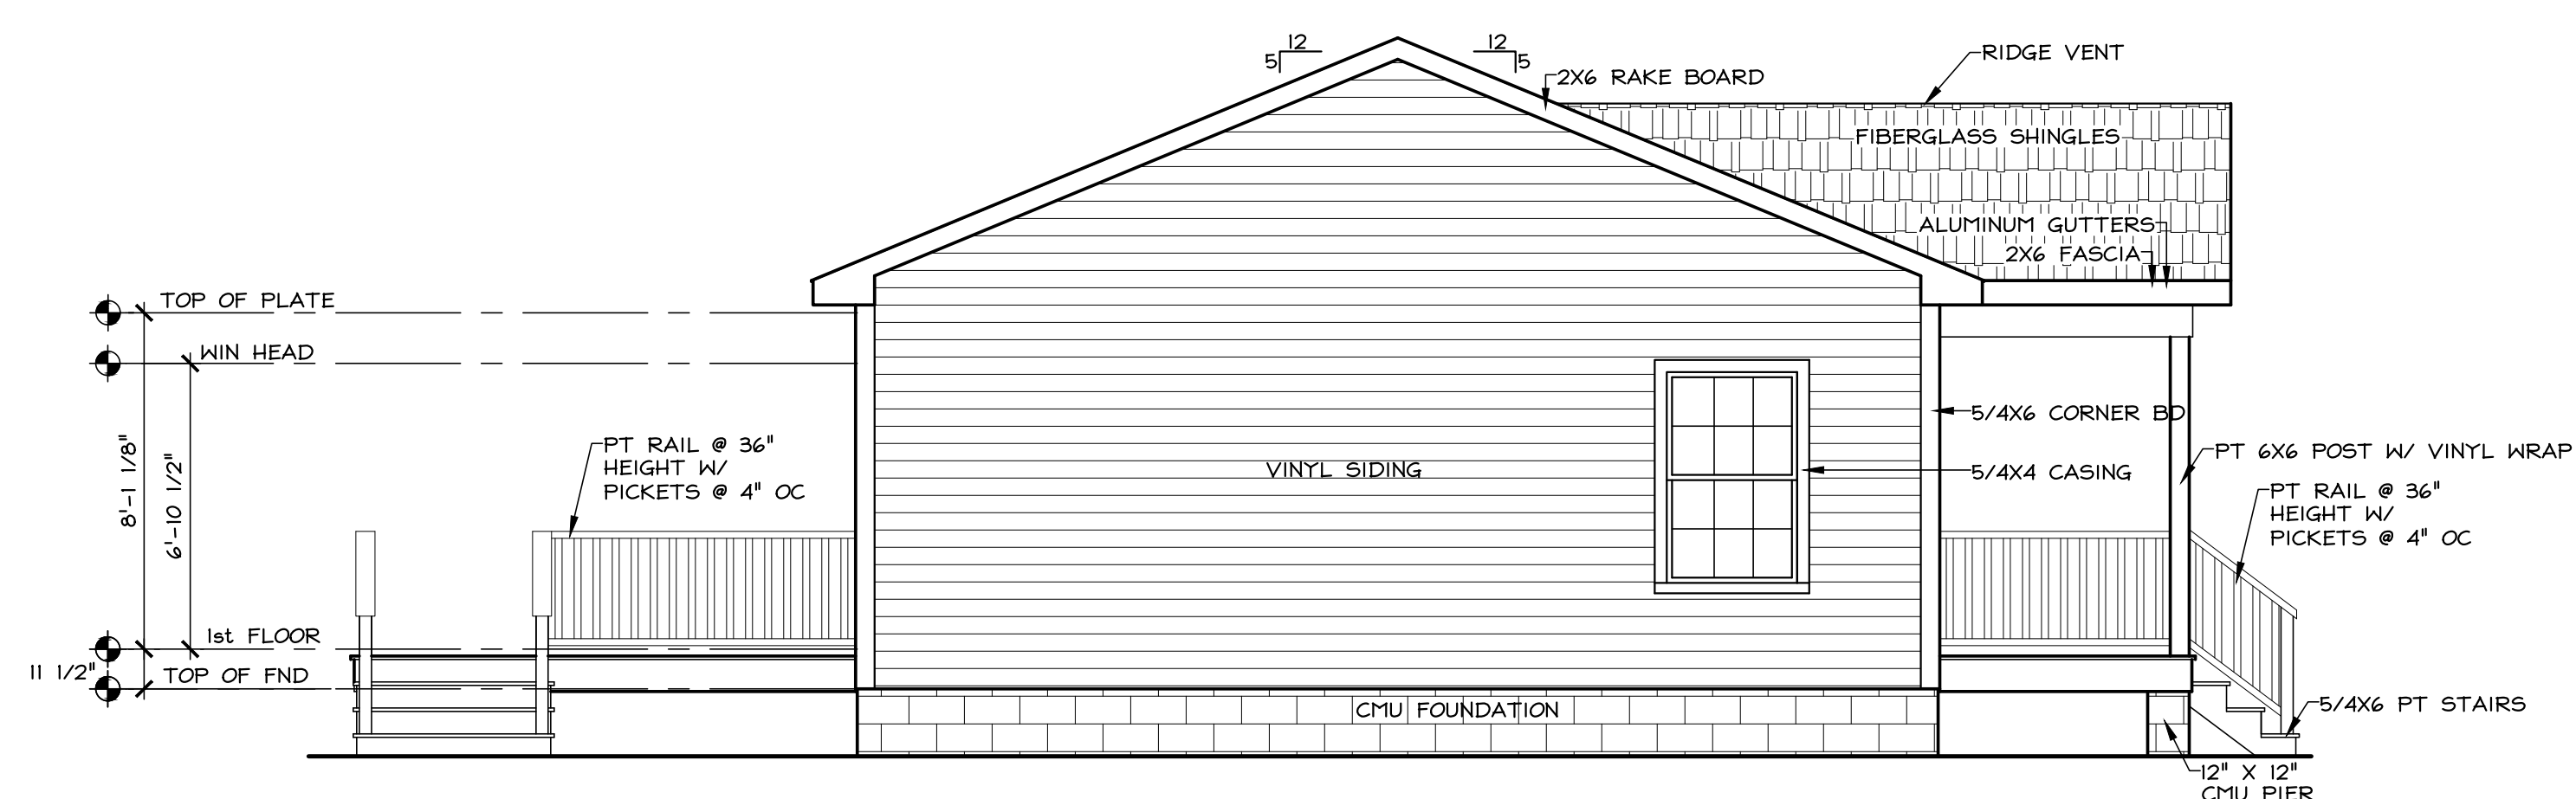 12
5
12
5
2X6 RAKE BOARD
RIDGE VENT
FIBERGLASS SHINGLES
ALUMINUM GUTTERS
2X6 FASCIA
TOP OF PLATE
WIN HEAD
8'-1 1/8"
6'-10 1/2"
PT RAIL @ 36"
HEIGHT W/
PICKETS @ 4" OC
VINYL SIDING
5/4X6 CORNER BD
5/4X4 CASING
PT 6X6 POST W/ VINYL WRAP
PT RAIL @ 36"
HEIGHT W/
PICKETS @ 4" OC
1st FLOOR
11 1/2"
TOP OF FND
CMU FOUNDATION
5/4X6 PT STAIRS
12" X 12"
CMU PIER